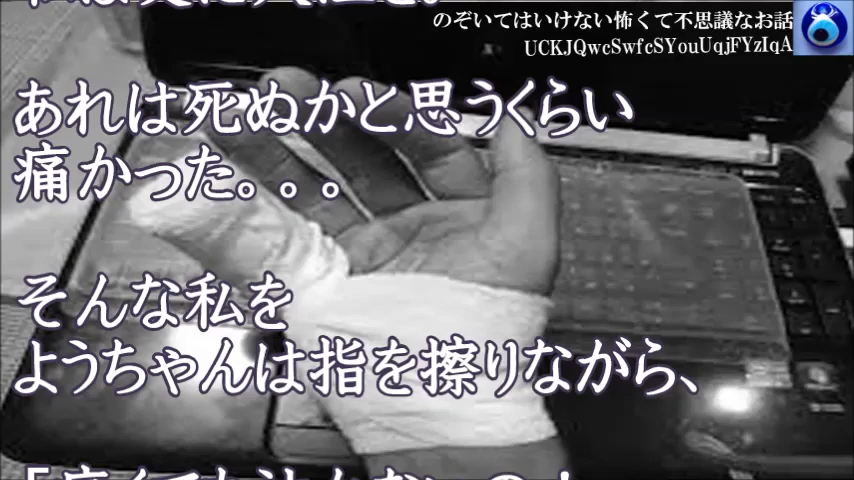 のぞいてはいけない怖くて不思議なお話
UCKJQwcSwfcSYouUqjFYzIqA
あれは死ぬかと思うくらい
痛かった。。。
そんな私を
ようちゃんは指を擦りながら、